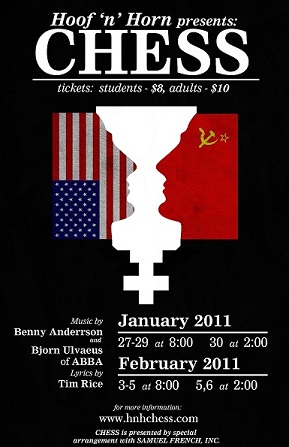 Hoof 'n' Horn presents:
CHESS
tickets: students - $8, adults - $10
Music by
Benny Anderrson
and
Bjorn Ulvaeus
of ABBA
Lyrics by
Tim Rice
January 2011
27-29 at 8:00 30 at 2:00
February 2011
3-5 at 8:00 5,6 at 2:00
for more information:
www.hnhchess.com
CHESS is presented by special
arrangement with SAMUEL FRENCH, INC.